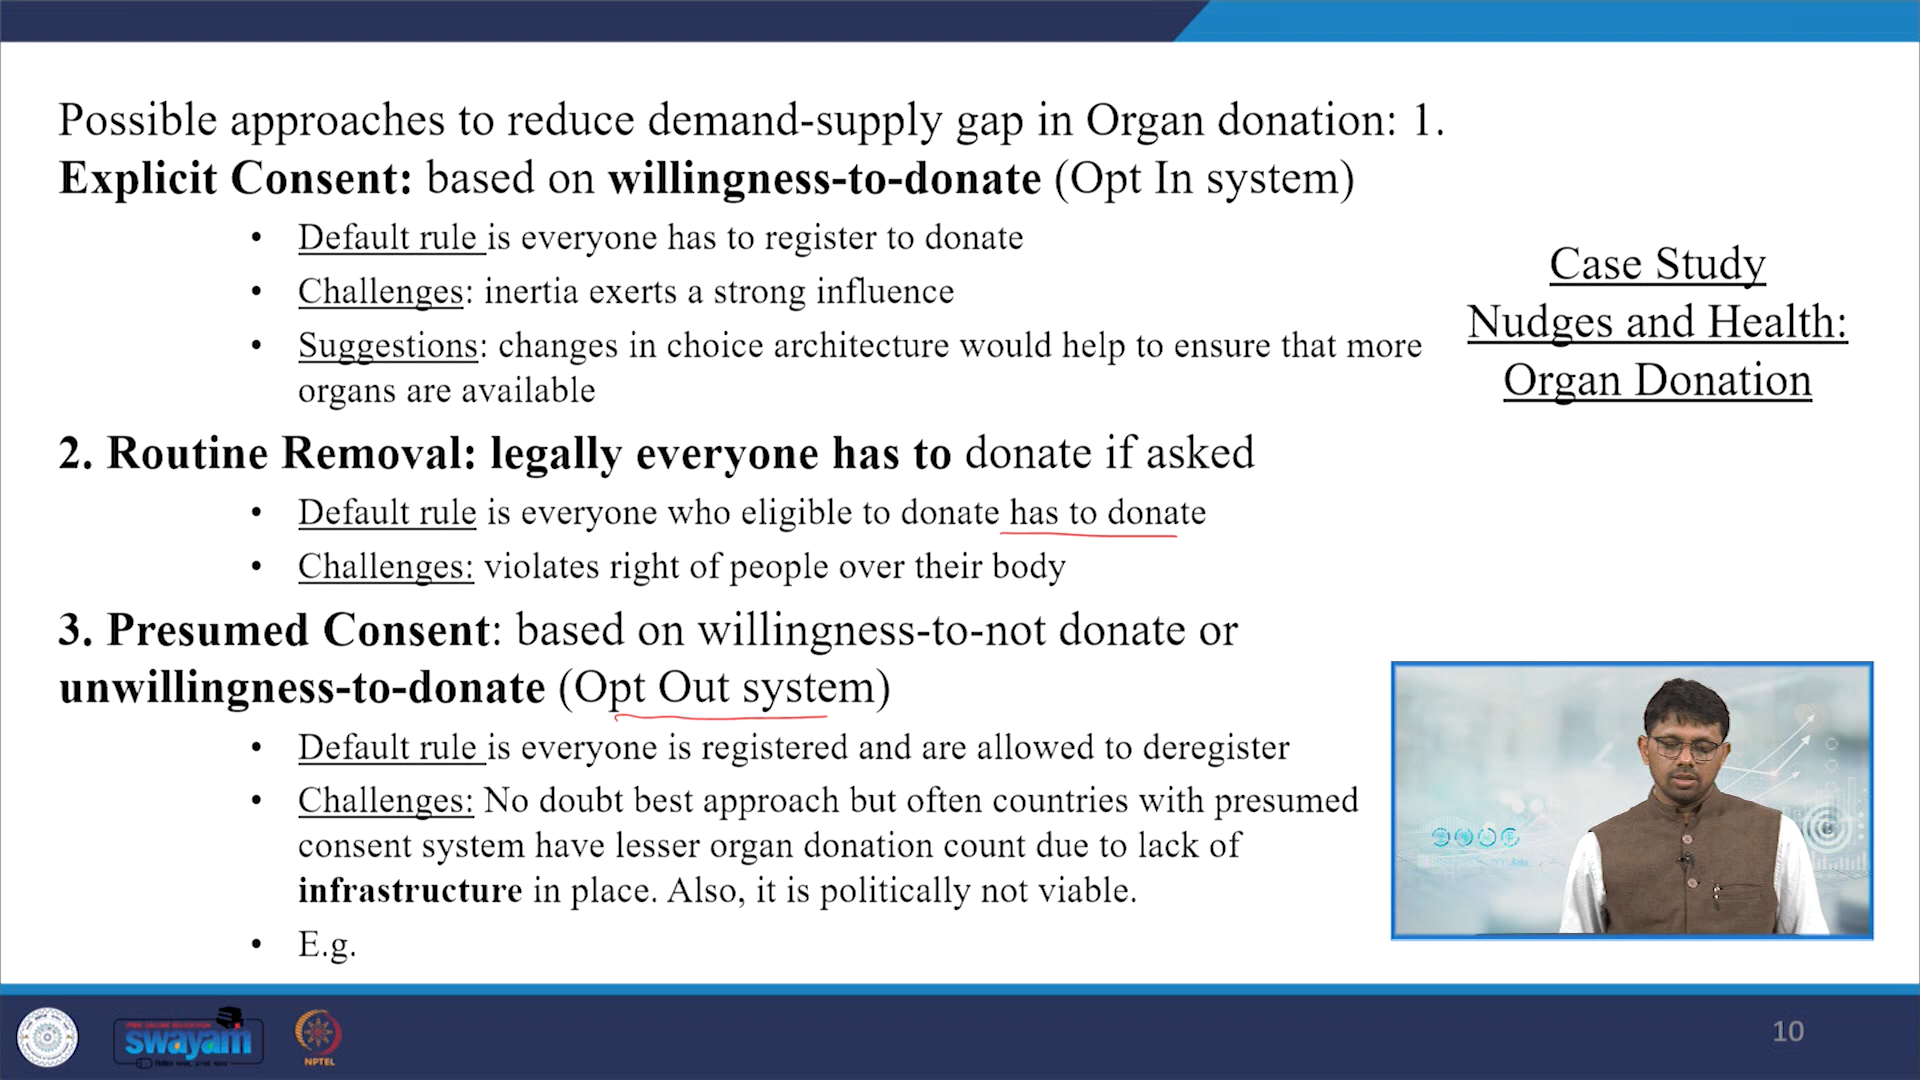 Possible approaches to reduce demand-supply gap in Organ donation: 1.
Explicit Consent: based on willingness-to-donate (Opt In system)
• Default rule is everyone has to register to donate
• Challenges: inertia exerts a strong influence
• Suggestions: changes in choice architecture would help to ensure that more
organs are available
2. Routine Removal: legally everyone has to donate if asked
• Default rule is everyone who eligible to donate has to donate
• Challenges: violates right of people over their body
3. Presumed Consent: based on willingness-to-not donate or
unwillingness-to-donate (Opt Out system)
• Default rule is everyone is registered and are allowed to deregister
• Challenges: No doubt best approach but often countries with presumed
consent system have lesser organ donation count due to lack of
infrastructure in place. Also, it is politically not viable.
• E.g.
Case Study
Nudges and Health:
Organ Donation
swayam
NPTEL
10